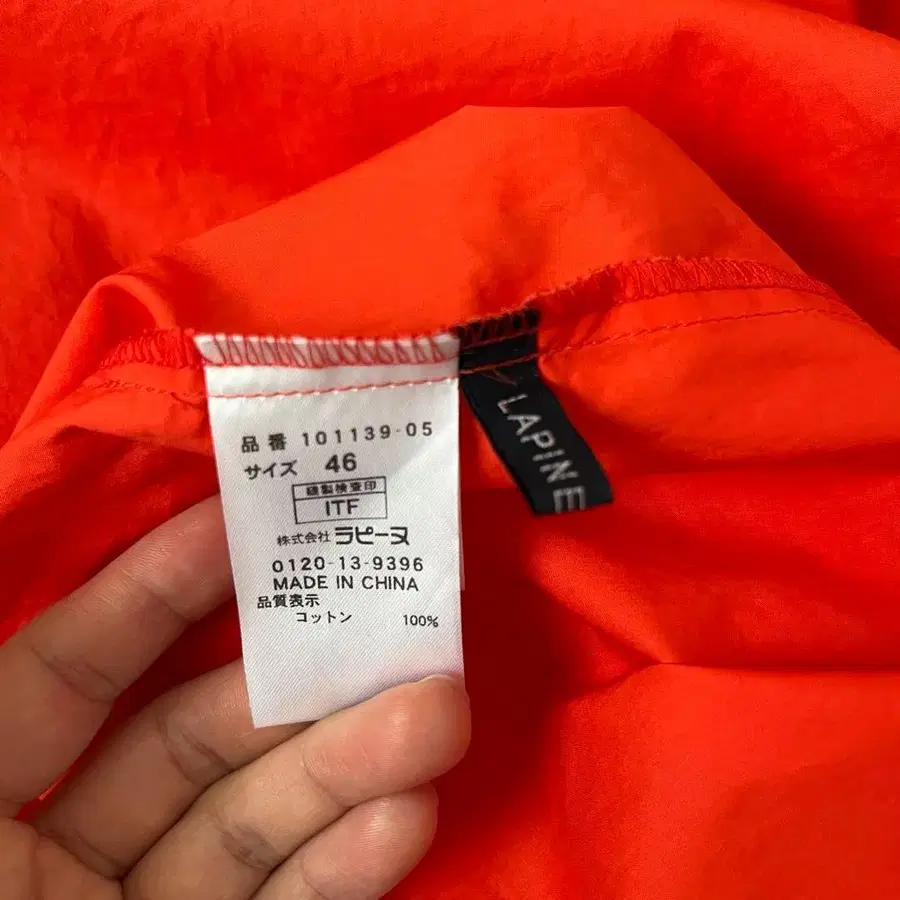 品番 101139-05
サイズ 46
縫製検査印
ITF
株式会社 ラピーヌ
0120-13-9396
MADE IN CHINA
品質表示
コットン 100%
LAPINE